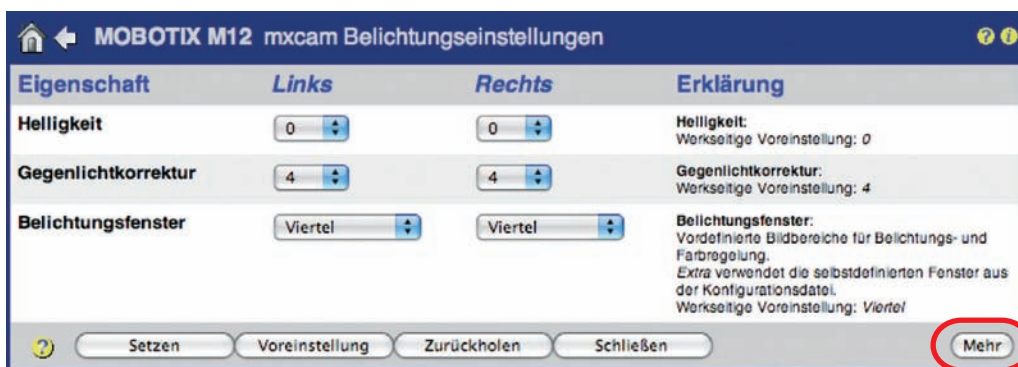 MOBOTIX M12 mxcam Belichtungseinstellungen
Eigenschaft Links Rechts Erklärung
Helligkeit 0 0 Helligkeit:
Werkseitige Voreinstellung: 0
Gegenlichtkorrektur 4 4 Gegenlichtkorrektur:
Werkseitige Voreinstellung: 4
Belichtungsfenster Viertel Viertel Belichtungsfenster:
Vordefinierte Bildbereiche für Belichtungs- und
Farbregelung.
Extra verwendet die selbstdefinierten Fenster aus
der Konfigurationsdatei.
Werkseitige Voreinstellung: Viertel
? Setzen Voreinstellung Zurückholen Schließen Mehr